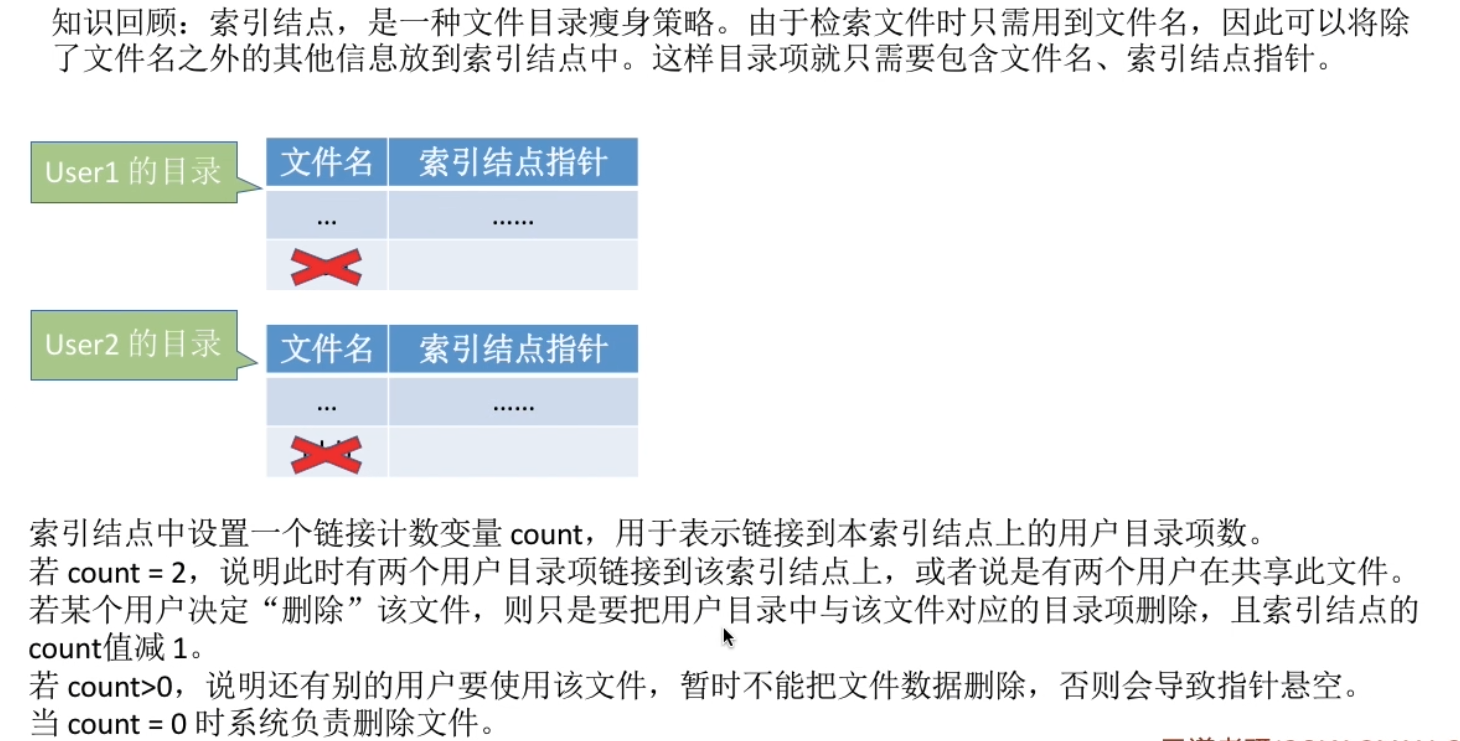 知识回顾：索引结点，是一种文件目录瘦身策略。由于检索文件时只需用到文件名，因此可以将除
了文件名之外的其他信息放到索引结点中。这样目录项就只需要包含文件名、索引结点指针。
User1 的目录
文件名 索引结点指针
... ......
User2 的目录
文件名 索引结点指针
... ......
索引结点中设置一个链接计数变量 count，用于表示链接到本索引结点上的用户目录项数。
若 count = 2，说明此时有两个用户目录项链接到该索引结点上，或者说是有两个用户在共享此文件。
若某个用户决定“删除”该文件，则只是要把用户目录中与该文件对应的目录项删除，且索引结点的
count值减 1。
若 count>0，说明还有别的用户要使用该文件，暂时不能把文件数据删除，否则会导致指针悬空。
当 count = 0 时系统负责删除文件。